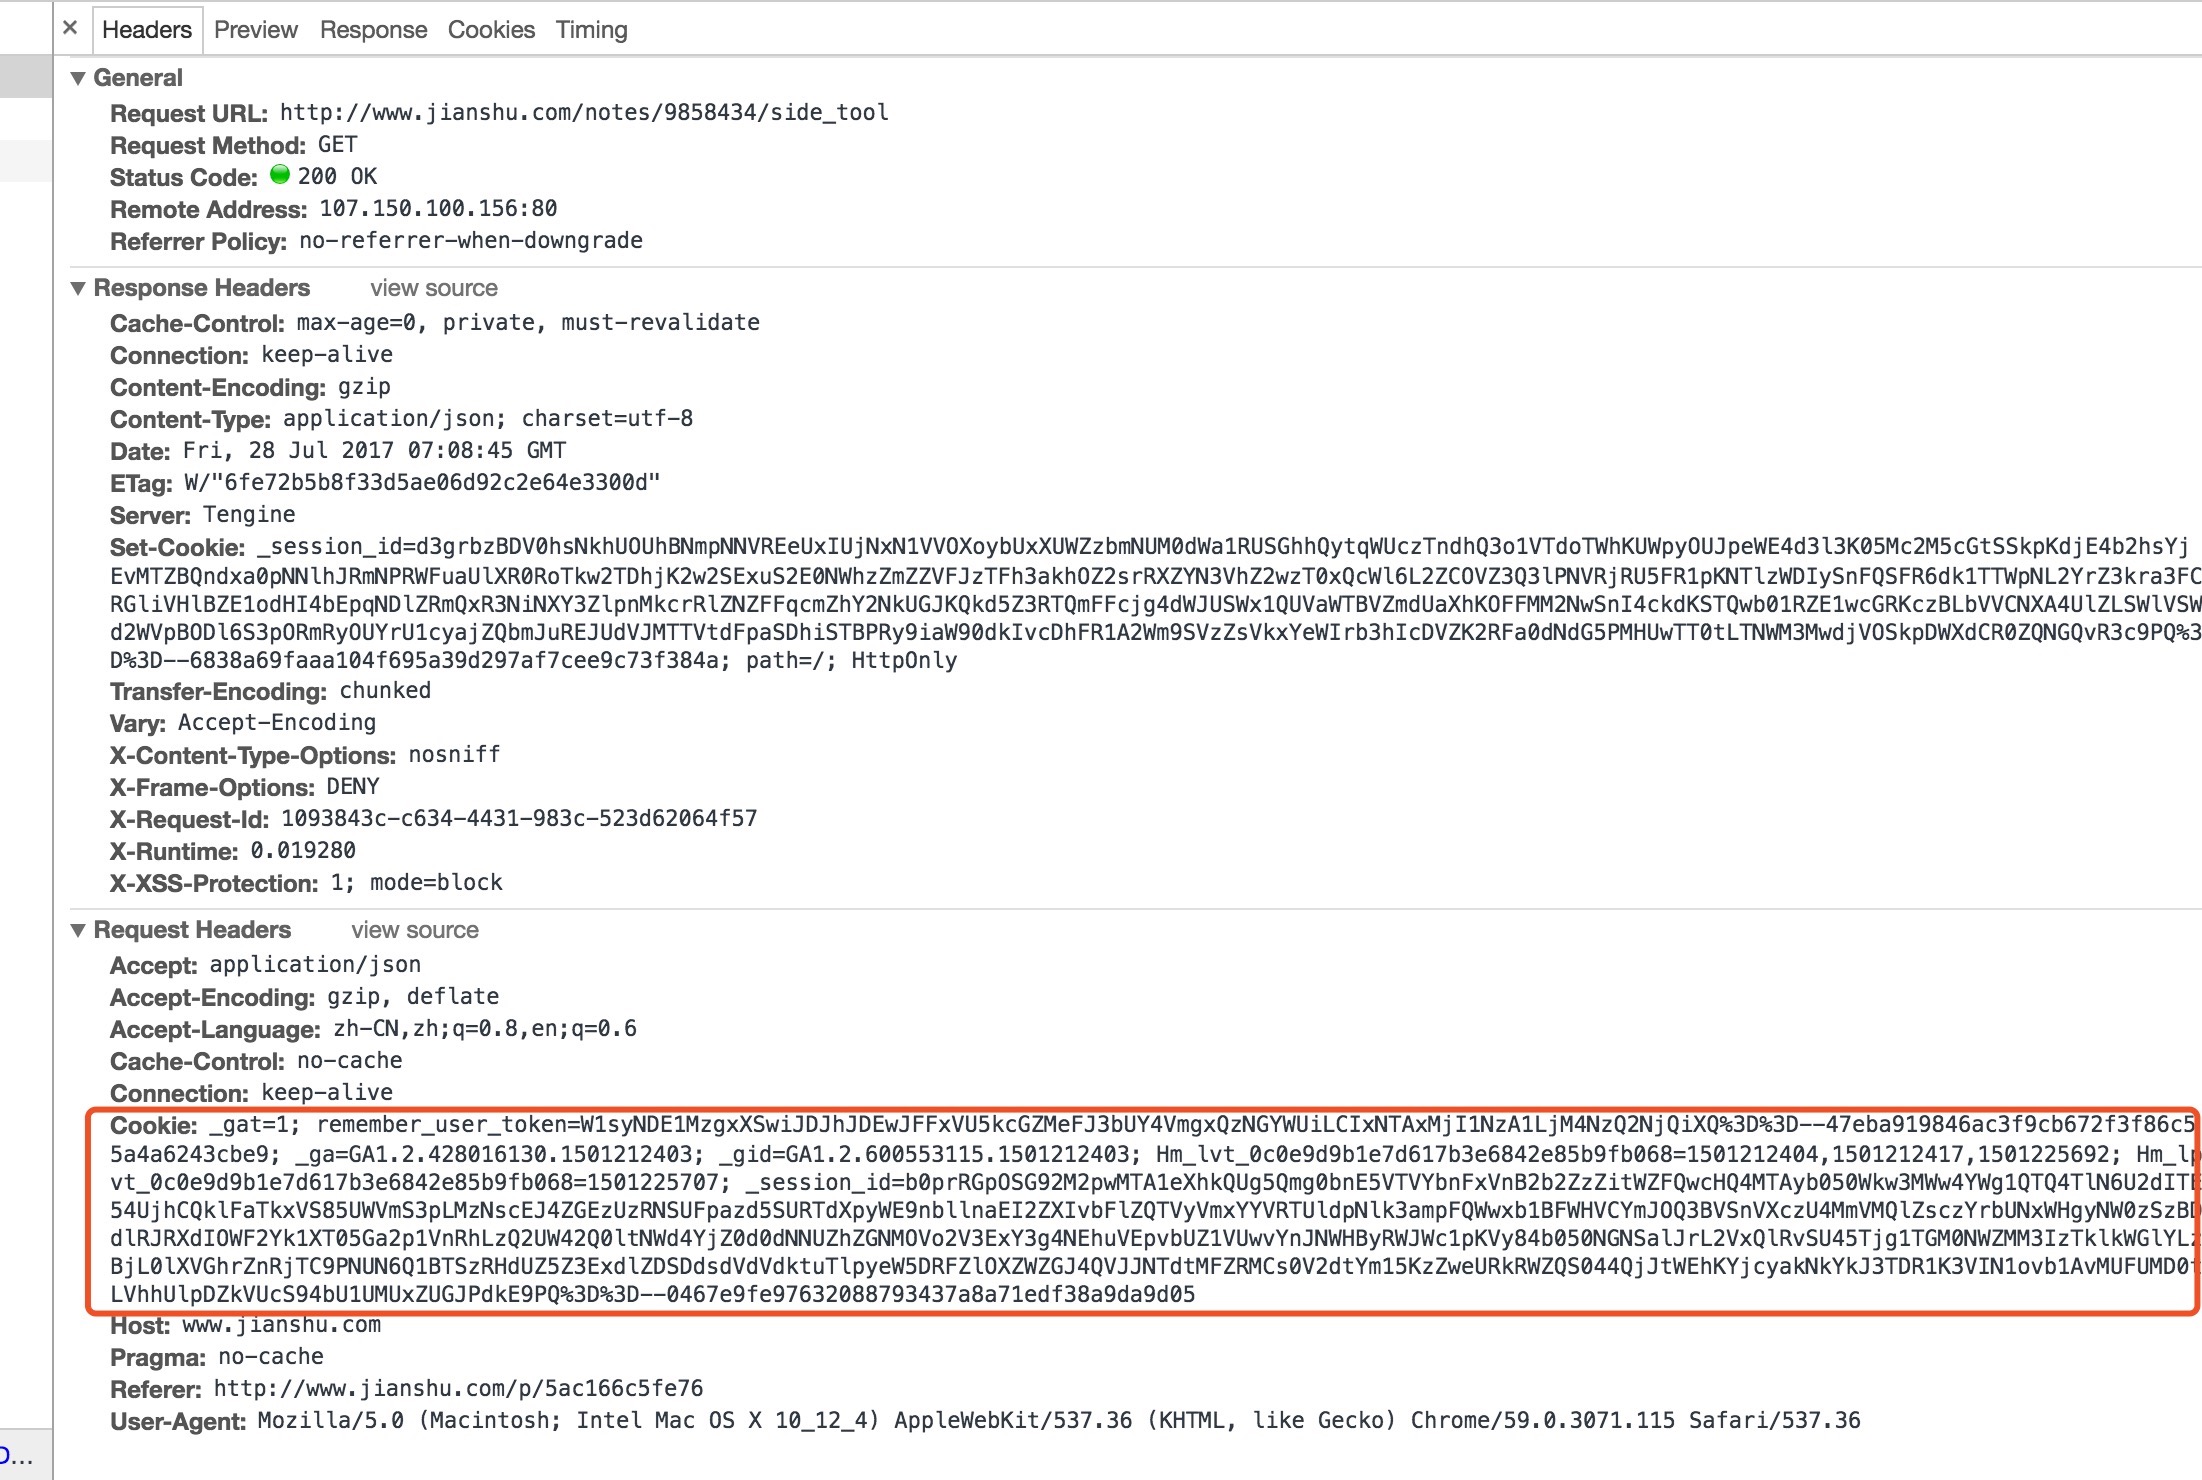 × Headers Preview Response Cookies Timing
▼ General
Request URL: http://www.jianshu.com/notes/9858434/side_tool
Request Method: GET
Status Code: 200 OK
Remote Address: 107.150.100.156:80
Referrer Policy: no-referrer-when-downgrade
▼ Response Headers view source
Cache-Control: max-age=0, private, must-revalidate
Connection: keep-alive
Content-Encoding: gzip
Content-Type: application/json; charset=utf-8
Date: Fri, 28 Jul 2017 07:08:45 GMT
ETag: W/"6fe72b5b8f33d5ae06d92c2e64e3300d"
Server: Tengine
Set-Cookie: _session_id=d3grbzBDV0hsNkhUOUhBNmpNNVREeUxIUjNxN1VVOXoybUxXUWZzbmNUM0dWa1RUSGhhQytqWUczTndhQ3o1VTdoTWhKUWpyOUJpeWE4d3l3K05Mc2M5cGtSSkpKdjE4b2hsYj
EvMTZBQndxa0pNNlhJRmNPRWFuaUlXR0RoTkw2TDhjK2w2SExuS2E0NWhzZmZZVFJzTFh3akhOZ2srRXZYN3VhZ2wzT0xQcWl6L2ZCOVZ3Q3lPNVRjRU5FR1pKNTlzWDIySnFQSFR6dk1TTWpNL2YrZ3kra3FC
RGliVHlBZE1odHI4bEpqNDlZRmQxR3NiNXY3ZlpnMkcrRlZNZFFqcmZhY2NkUGJKQkd5Z3RTQmFFcjg4dWJUSWx1QUVaWTBVZmdUaXhKOFFMM2NwSnI4ckdKSTQwb01RZE1wcGRKczBLbVVCNXA4UlZLSWlVSW
d2WVpBODl6S3pORmRyOUYrU1cyajZQbmJuREJUdVJMTTVtdFpaSDhiSTBPRy9iaW90dkIvcDhFR1A2Wm9SVzZsVkxYeWIrb3hIcDVZK2RFa0dNdG5PMHUwTT0tLTNWM3MwdjVOSkpDWXdCR0ZQNGQvR3c9PQ%3
D%3D--6838a69faaa104f695a39d297af7cee9c73f384a; path=/; HttpOnly
Transfer-Encoding: chunked
Vary: Accept-Encoding
X-Content-Type-Options: nosniff
X-Frame-Options: DENY
X-Request-Id: 1093843c-c634-4431-983c-523d62064f57
X-Runtime: 0.019280
X-XSS-Protection: 1; mode=block
▼ Request Headers view source
Accept: application/json
Accept-Encoding: gzip, deflate
Accept-Language: zh-CN,zh;q=0.8,en;q=0.6
Cache-Control: no-cache
Connection: keep-alive
Cookie: _gat=1; remember_user_token=W1syNDE1MzgxXSwiJDJhJDEwJFFxVU5kcGZMeFJ3bUY4VmgxQzNGYWUiLCIxNTAxMjI1NzA1LjM4NzQ2NjQiXQ%3D%3D--47eba919846ac3f9cb672f3f86c5
5a4a6243cbe9; _ga=GA1.2.428016130.1501212403; _gid=GA1.2.600553115.1501212403; Hm_lvt_0c0e9d9b1e7d617b3e6842e85b9fb068=1501212404,1501212417,1501225692; Hm_lp
vt_0c0e9d9b1e7d617b3e6842e85b9fb068=1501225707; _session_id=b0prRGpOSG92M2pwMTA1eXhkQUg5Qmg0bnE5VTVYbnFxVnB2b2ZzZitWZFQwcHQ4MTAyb050Wkw3MWw4YWg1QTQ4TlN6U2dITE
54UjhCQklFaTkxVS85UWVmS3pLMzNscEJ4ZGEzUzRNSUFpazd5SURTdXpyWE9nbllnaEI2ZXIvbFlZQTVyVmxYYVRTUldpNlk3ampFQWwxb1BFWHVCYmJOQ3BVSnVXczU4MmVMQlZsczYrbUNxWHgyNW0zSzBD
dlRJRXdIOWF2Yk1XT05Ga2p1VnRhLzQ2UW42Q0ltNWd4YjZ0d0dNNUZhZGNMOVo2V3ExY3g4NEhuVEpvbUZ1VUwvYnJNWHByRWJWc1pKVy84b050NGNSalJrL2VxQlRvSU45Tjg1TGM0NWZMM3IzTklkWGlYLz
BjL0lXVGhrZnRjTC9PNUN6Q1BTSzRHdUZ5Z3ExdlZDSDdsdVdVdktuTlpyeW5DRFZlOXZWZGJ4QVJJNTdtMFZRMCs0V2dtYm15KzZweURkRWZQS044QjJtWEhKYjcyakNkYkJ3TDR1K3VIN1ovb1AvMUFUMD0t
LVhhUlpDZkVUcS94bU1UMUxZUGJPdkE9PQ%3D%3D--0467e9fe97632088793437a8a71edf38a9da9d05
Host: www.jianshu.com
Pragma: no-cache
Referer: http://www.jianshu.com/p/5ac166c5fe76
User-Agent: Mozilla/5.0 (Macintosh; Intel Mac OS X 10_12_4) AppleWebKit/537.36 (KHTML, like Gecko) Chrome/59.0.3071.115 Safari/537.36